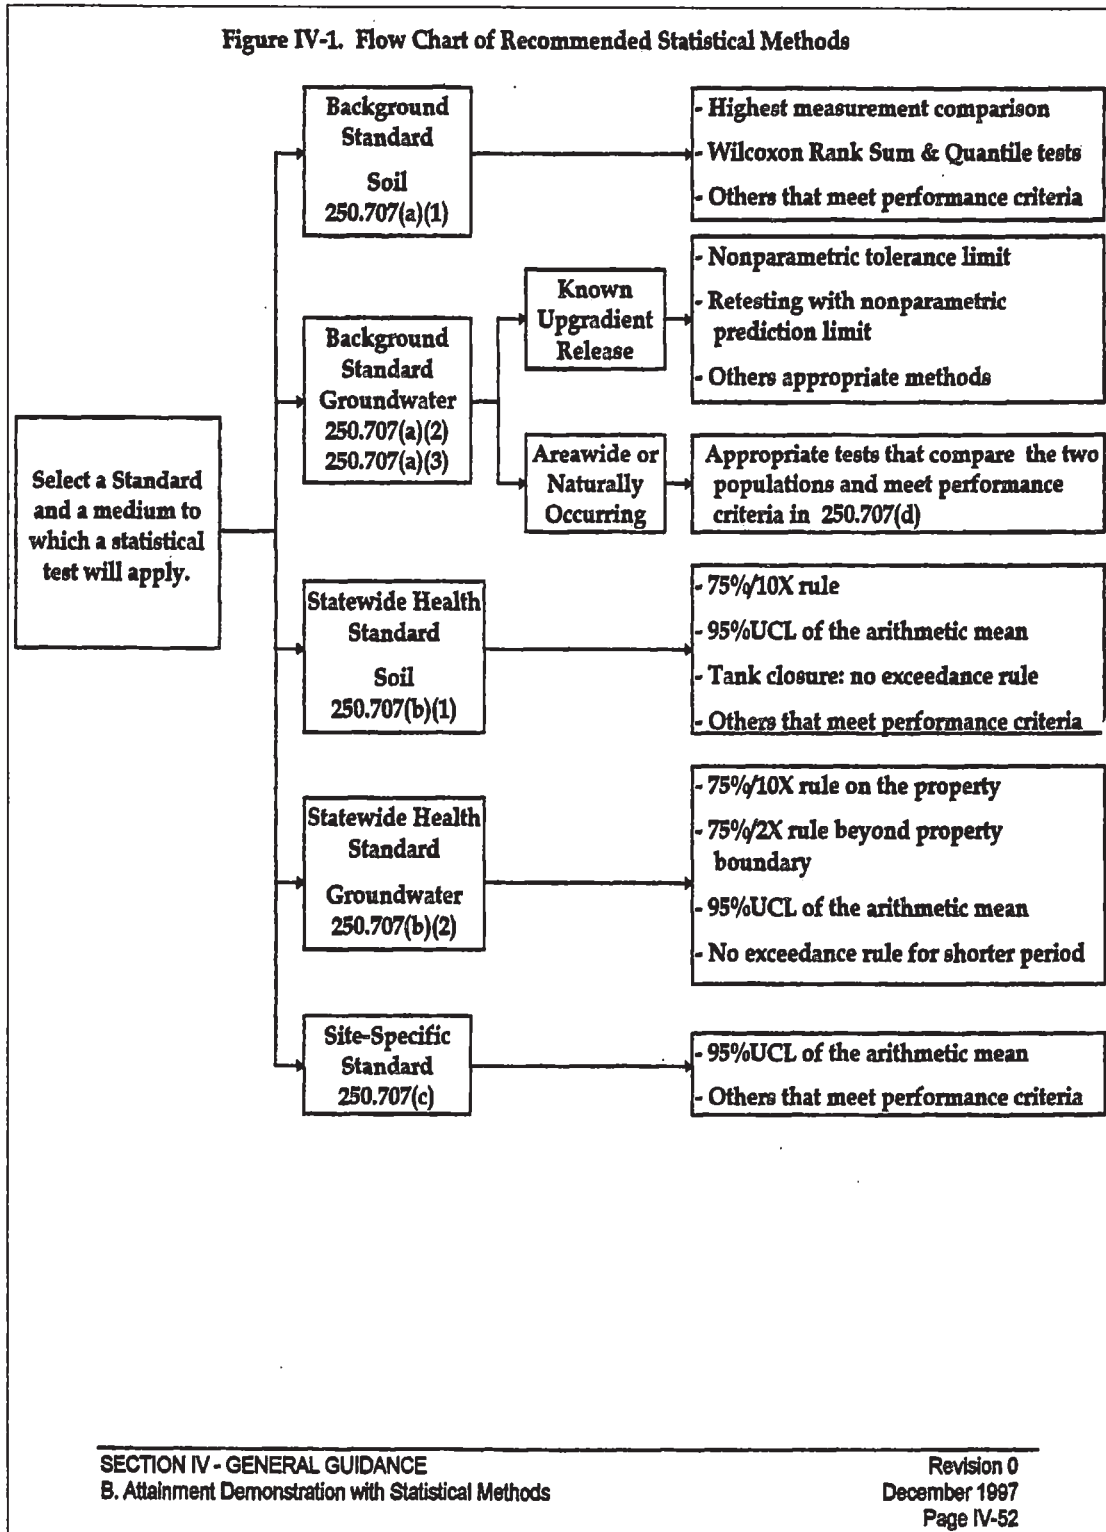 Figure IV-1. Flow Chart of Recommended Statistical Methods
Select a Standard
and a medium to
which a statistical
test will apply.
Background
Standard
Soil
250.707(a)(1)
- Highest measurement comparison
- Wilcoxon Rank Sum & Quantile tests
- Others that meet performance criteria
Background
Standard
Groundwater
250.707(a)(2)
250.707(a)(3)
Known
Upgradient
Release
- Nonparametric tolerance limit
- Retesting with nonparametric
prediction limit
- Others appropriate methods
Areawide or
Naturally
Occurring
Appropriate tests that compare the two
populations and meet performance
criteria in 250.707(d)
Statewide Health
Standard
Soil
250.707(b)(1)
- 75%/10X rule
- 95%UCL of the arithmetic mean
- Tank closure: no exceedance rule
- Others that meet performance criteria
Statewide Health
Standard
Groundwater
250.707(b)(2)
- 75%/10X rule on the property
- 75%/2X rule beyond property
boundary
- 95%UCL of the arithmetic mean
- No exceedance rule for shorter period
Site-Specific
Standard
250.707(c)
- 95%UCL of the arithmetic mean
- Others that meet performance criteria
SECTION IV - GENERAL GUIDANCE
B. Attainment Demonstration with Statistical Methods
Revision 0
December 1997
Page IV-52